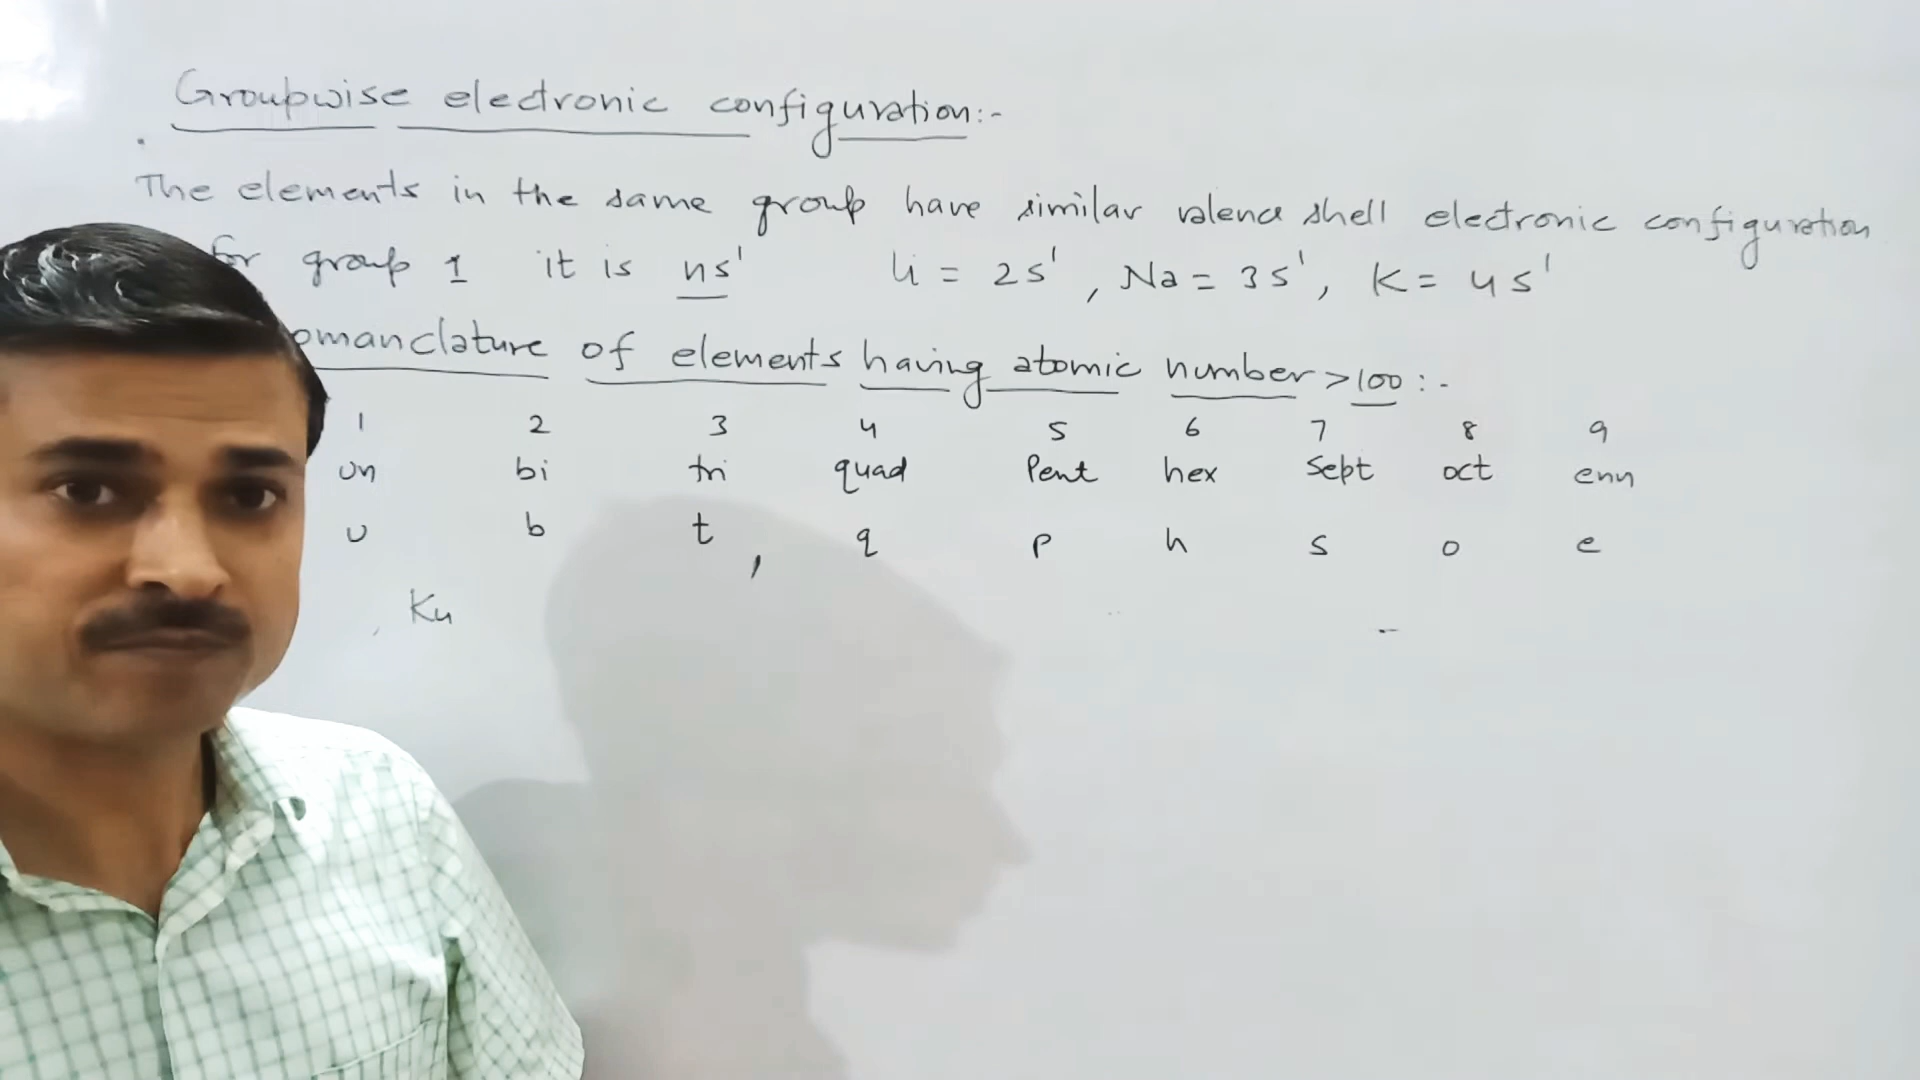 Groupwise electronic configuration:-
The elements in the same group have similar valence shell electronic configuration
for group 1 it is ns¹ Li = 2s¹, Na = 3s¹, K = 4s¹
omanclature of elements having atomic number >100:-
1 2 3 4 5 6 7 8 9
un bi tri quad Pent hex Sept oct enn
u b t, q p h s o e
Ku